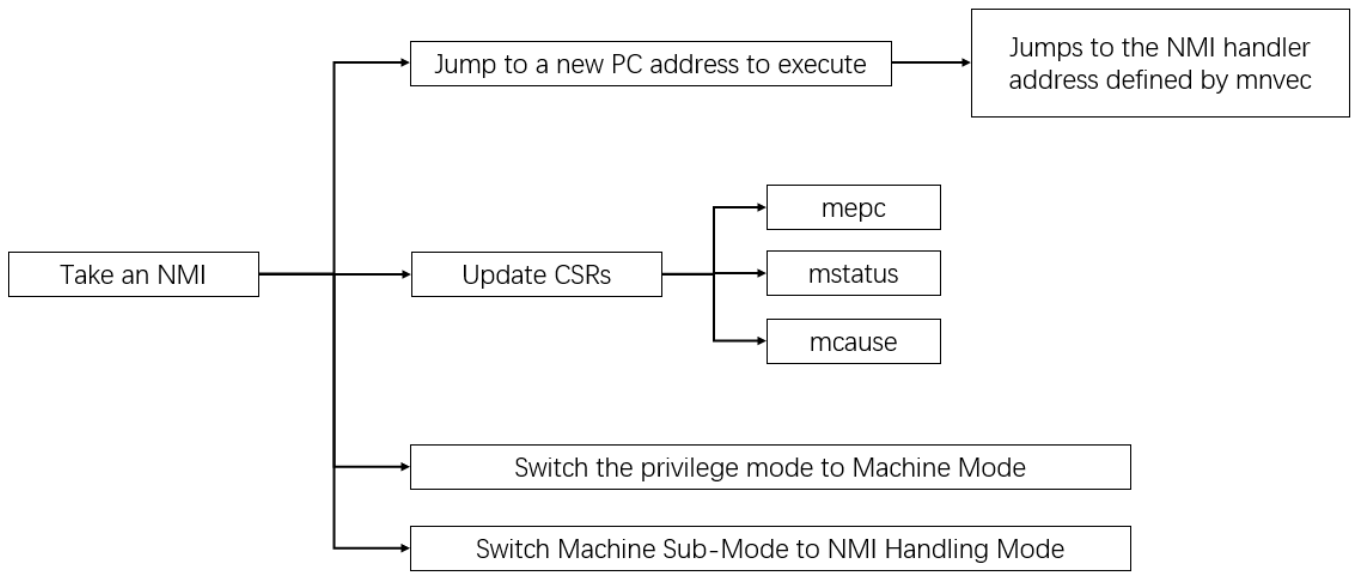 Jump to a new PC address to execute
Jumps to the NMI handler
address defined by mnvec
mepc
Take an NMI
Update CSRs
mstatus
mcause
Switch the privilege mode to Machine Mode
Switch Machine Sub-Mode to NMI Handling Mode